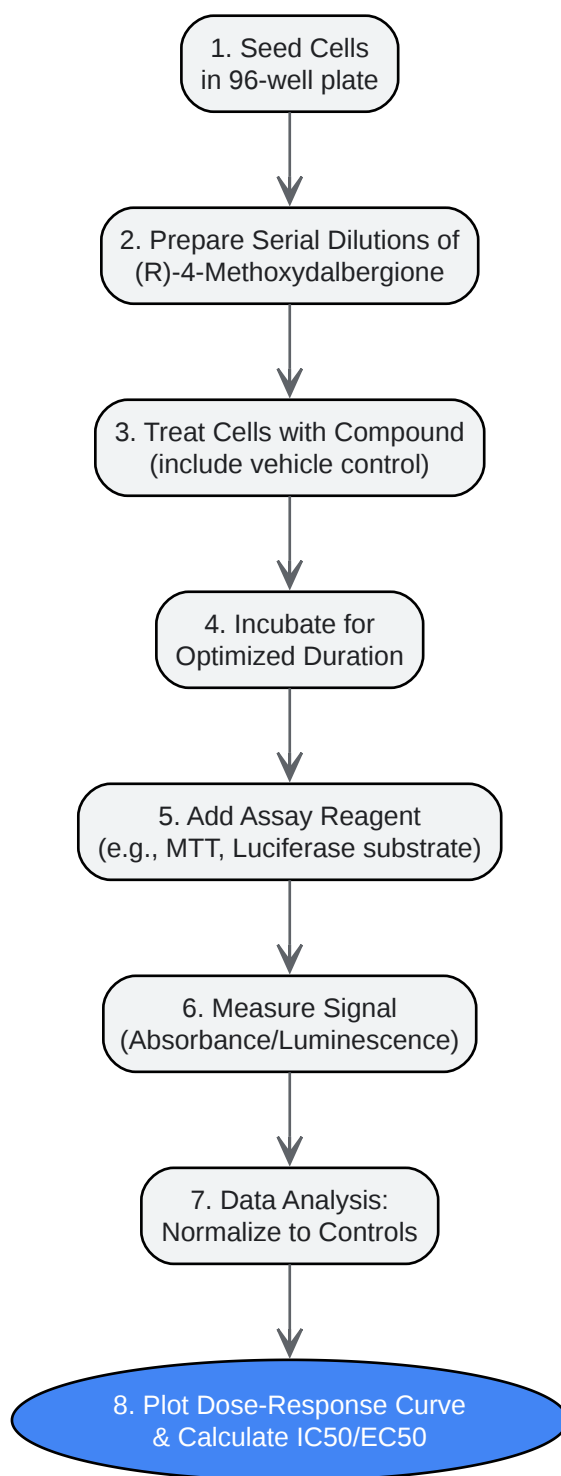 1. Seed Cells
in 96-well plate
2. Prepare Serial Dilutions of
(R)-4-Methoxydalbergione
3. Treat Cells with Compound
(include vehicle control)
4. Incubate for
Optimized Duration
5. Add Assay Reagent
(e.g., MTT, Luciferase substrate)
6. Measure Signal
(Absorbance/Luminescence)
7. Data Analysis:
Normalize to Controls
8. Plot Dose-Response Curve
& Calculate IC50/EC50